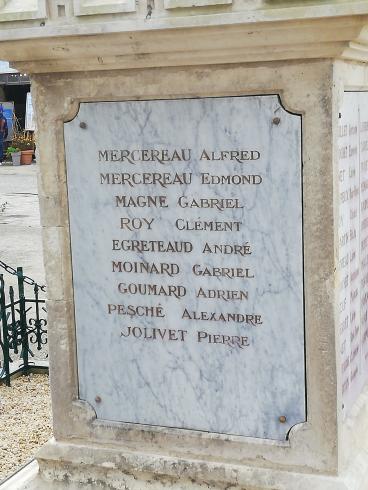 MERCEREAU ALFRED
MERCEREAU EDMOND
MAGNE GABRIEL
ROY CLÉMENT
EGRETEAUD ANDRÉ
MOINARD GABRIEL
GOUMARD ADRIEN
PESCHÉ ALEXANDRE
JOLIVET PIERRE